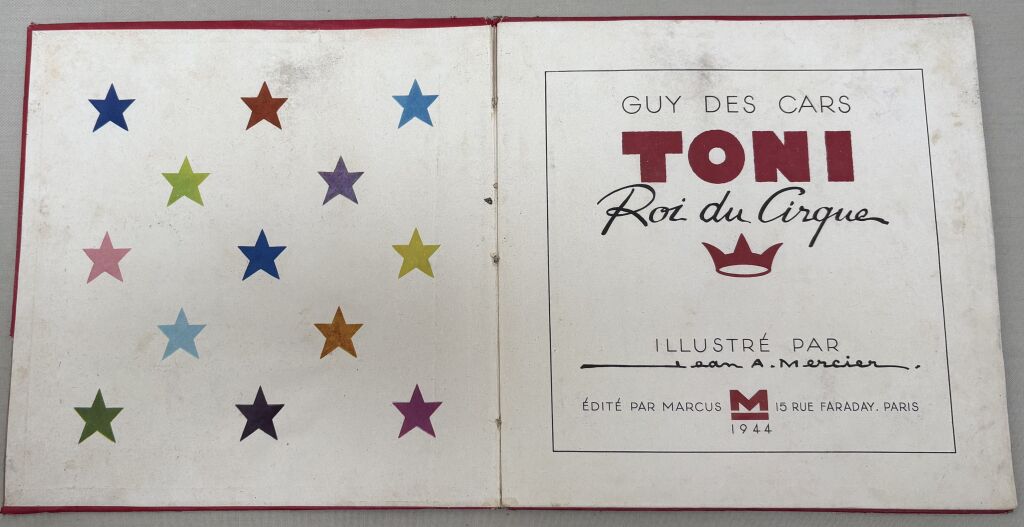 GUY DES CARS
TONI
Roi du Cirque
ILLUSTRÉ PAR
Jean A. Mercier.
ÉDITÉ PAR MARCUS M 15 RUE FARADAY. PARIS
1944